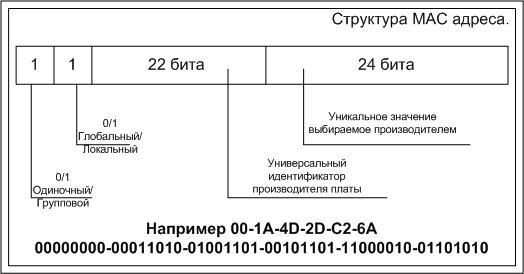 Структура MAC адреса.
1
1
22 бита
24 бита
0/1
Глобальный/
Локальный
Уникальное значение
выбираемое производителем
0/1
Одиночный/
Групповой
Универсальный
идентификатор
производителя платы
Например 00-1A-4D-2D-C2-6A
00000000-00011010-01001101-00101101-11000010-01101010